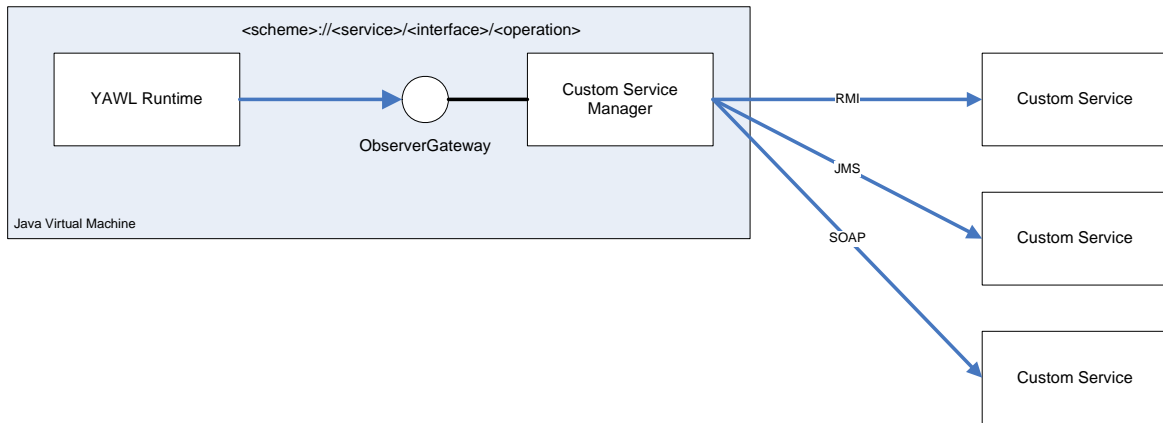 <scheme>://<service>/<interface>/<operation>
YAWL Runtime
ObserverGateway
Custom Service
Manager
Java Virtual Machine
RMI
JMS
SOAP
Custom Service
Custom Service
Custom Service